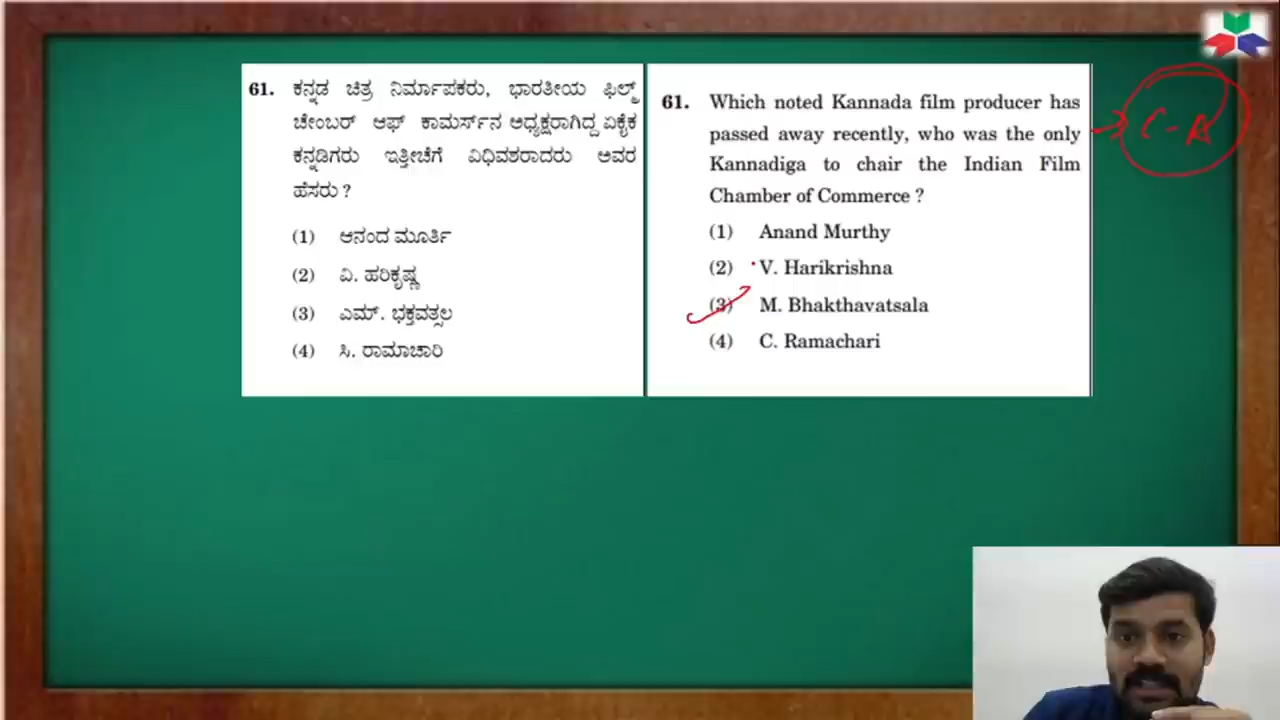 61. ಕನ್ನಡ ಚಿತ್ರ ನಿರ್ಮಾಪಕರು, ಭಾರತೀಯ ಫಿಲ್ಮ್
ಚೇಂಬರ್ ಆಫ್ ಕಾಮರ್ಸ್‌ನ ಅಧ್ಯಕ್ಷರಾಗಿದ್ದ ಏಕೈಕ
ಕನ್ನಡಿಗರು ಇತ್ತೀಚೆಗೆ ವಿಧಿವಶರಾದರು ಅವರ
ಹೆಸರು ?
(1) ಆನಂದ ಮೂರ್ತಿ
(2) ವಿ. ಹರಿಕೃಷ್ಣ
(3) ಎಮ್. ಭಕ್ತವತ್ಸಲ
(4) ಸಿ. ರಾಮಾಚಾರಿ
61. Which noted Kannada film producer has
passed away recently, who was the only
Kannadiga to chair the Indian Film
Chamber of Commerce ?
(1) Anand Murthy
(2) V. Harikrishna
(3) M. Bhakthavatsala
(4) C. Ramachari
C-A